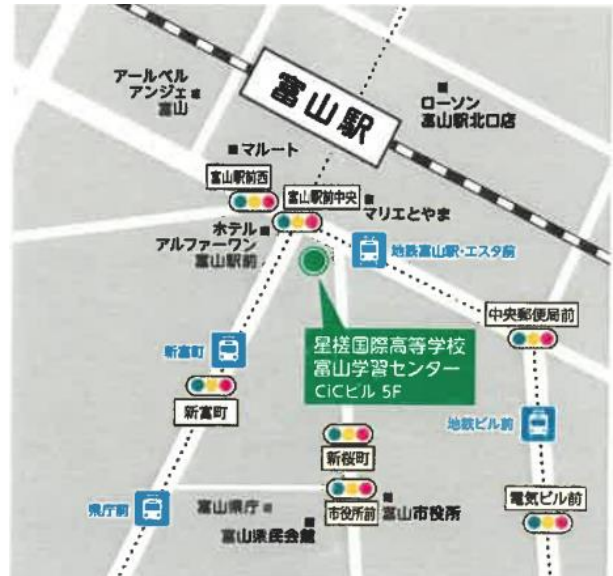 アールベル
アンジェ
富山
富山駅
ローソン
富山駅北口店
マルート
富山駅前西
富山駅前中央
マリエとやま
ホテル
アルファーワン
富山駅前
地鉄富山駅・エスタ前
中央郵便局前
星槎国際高等学校
富山学習センター
CiCビル 5F
新富町
新富町
地鉄ビル前
新桜町
県庁前
富山県庁
市役所前
富山市役所
富山県民会館
電気ビル前